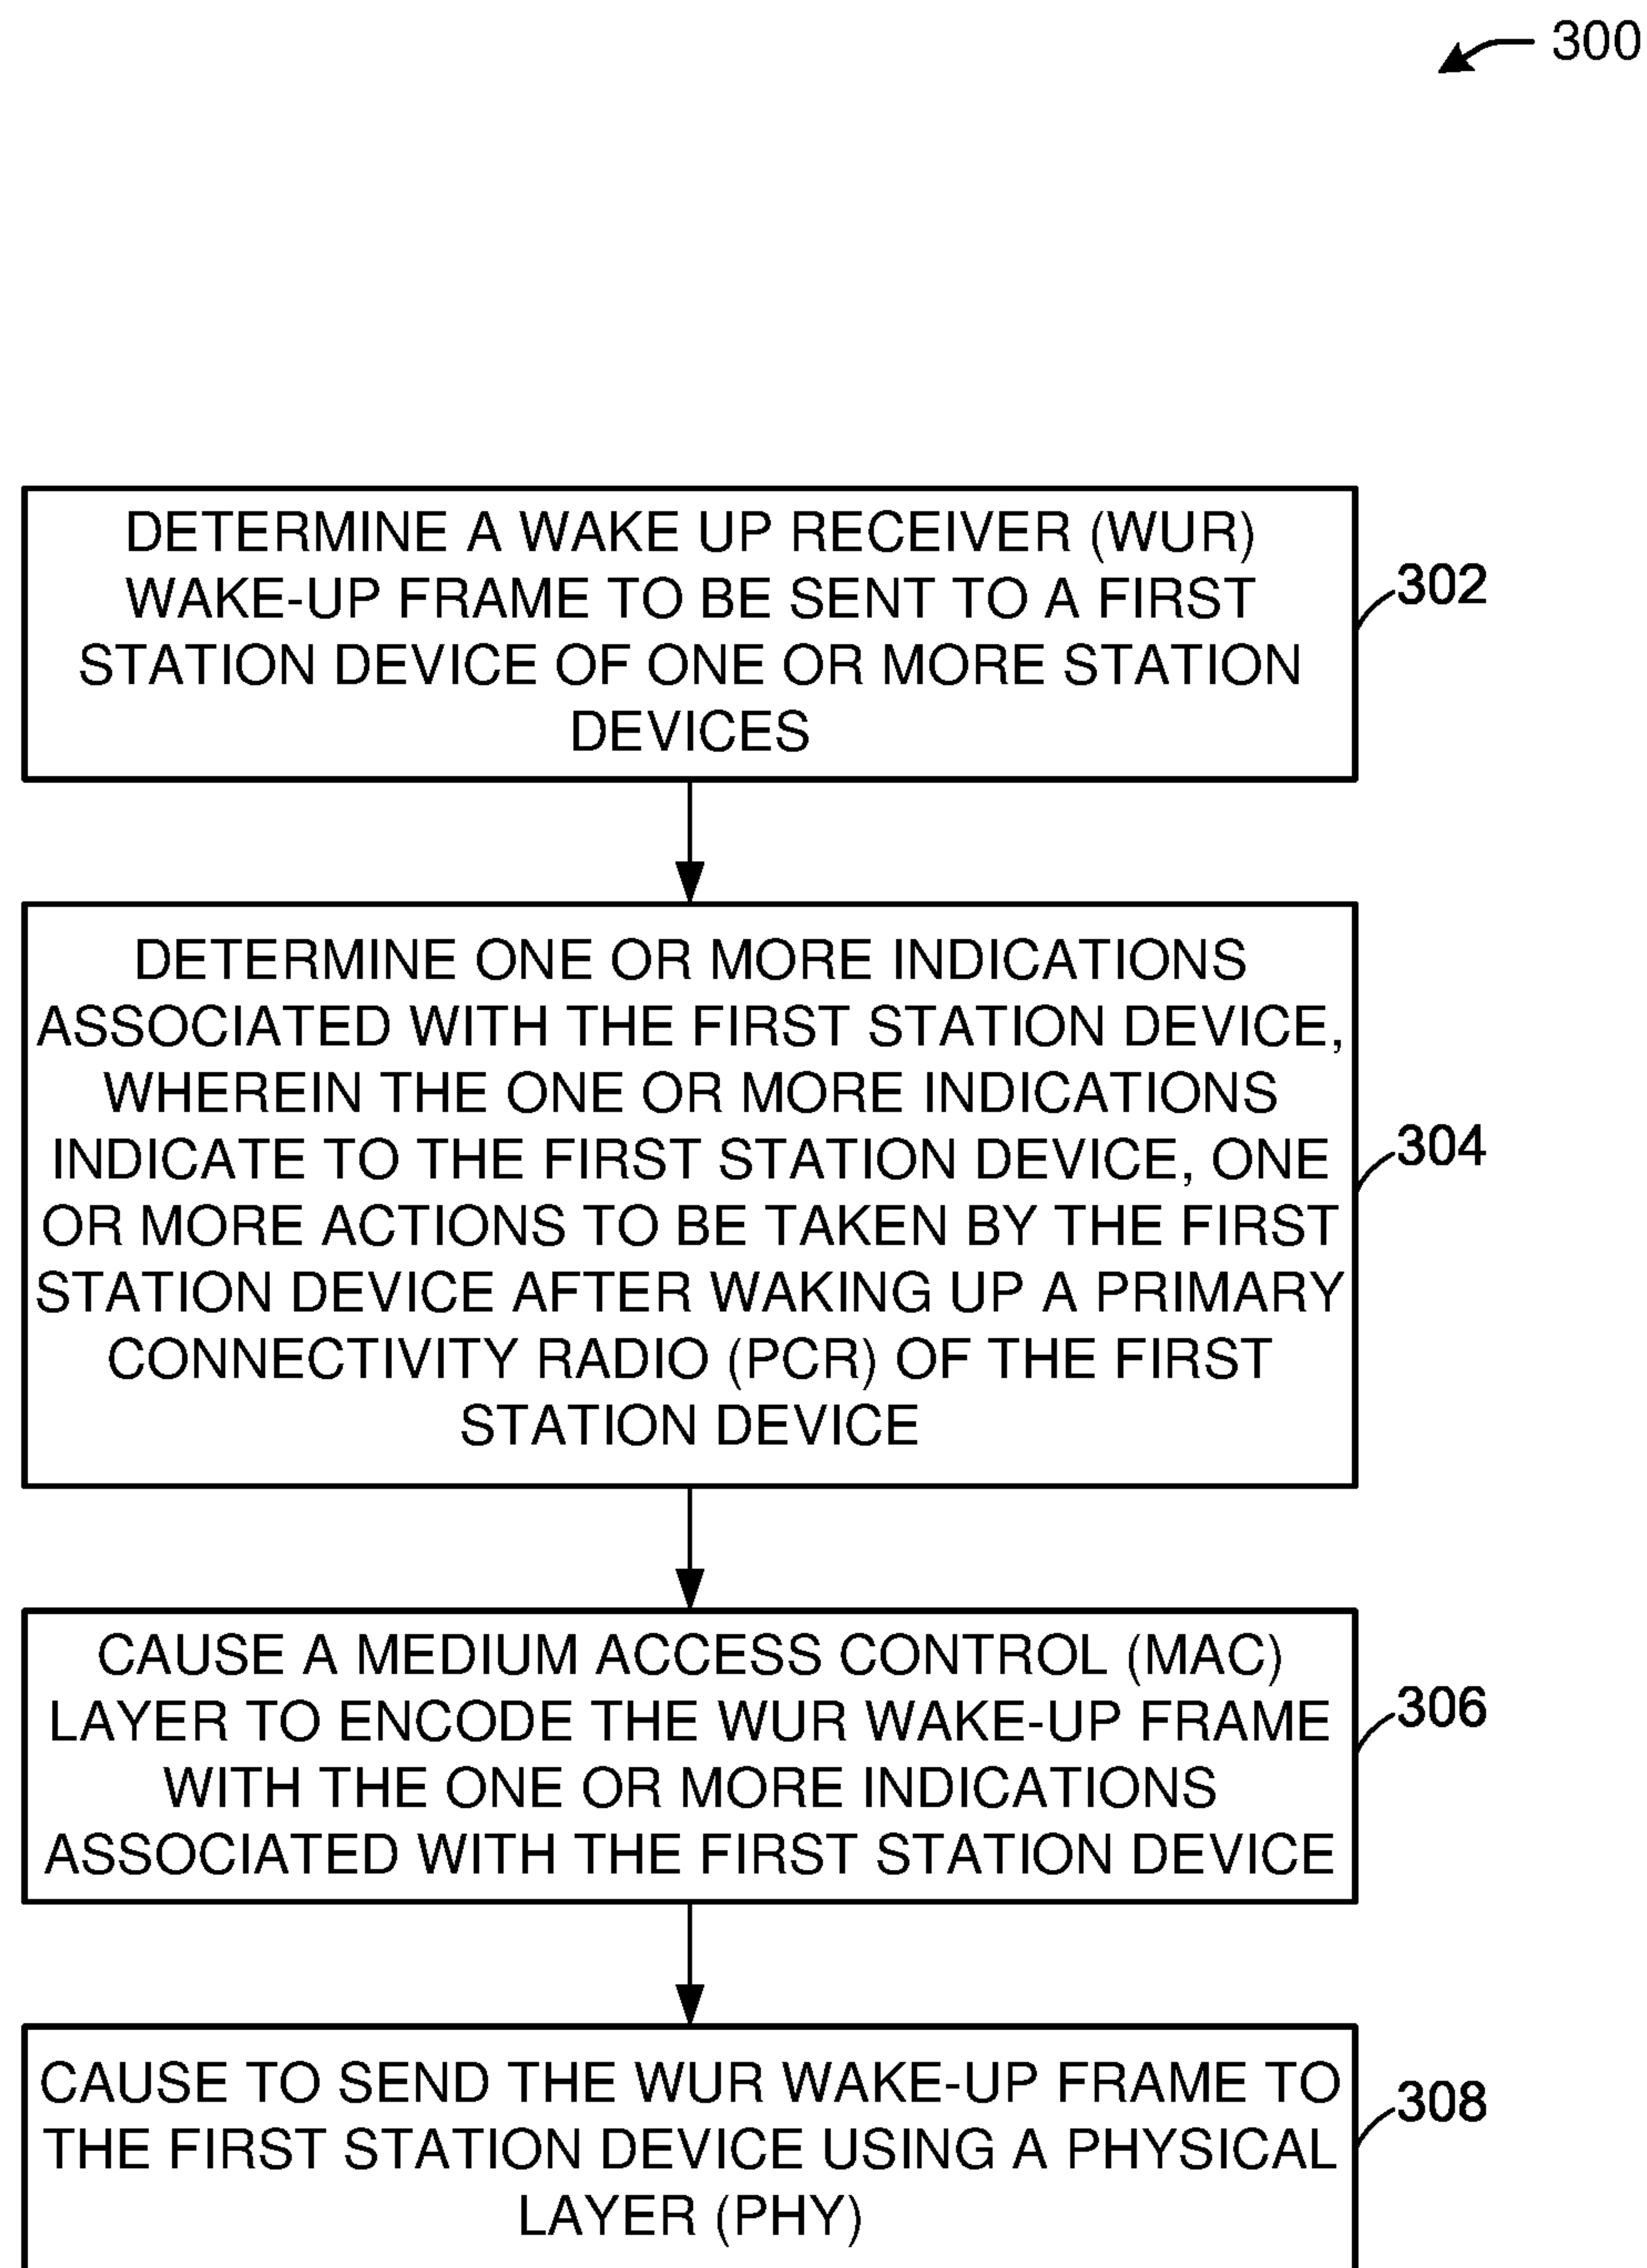 300
DETERMINE A WAKE UP RECEIVER (WUR)
WAKE-UP FRAME TO BE SENT TO A FIRST
STATION DEVICE OF ONE OR MORE STATION
DEVICES
302
DETERMINE ONE OR MORE INDICATIONS
ASSOCIATED WITH THE FIRST STATION DEVICE,
WHEREIN THE ONE OR MORE INDICATIONS
INDICATE TO THE FIRST STATION DEVICE, ONE
OR MORE ACTIONS TO BE TAKEN BY THE FIRST
STATION DEVICE AFTER WAKING UP A PRIMARY
CONNECTIVITY RADIO (PCR) OF THE FIRST
STATION DEVICE
304
CAUSE A MEDIUM ACCESS CONTROL (MAC)
LAYER TO ENCODE THE WUR WAKE-UP FRAME
WITH THE ONE OR MORE INDICATIONS
ASSOCIATED WITH THE FIRST STATION DEVICE
306
CAUSE TO SEND THE WUR WAKE-UP FRAME TO
THE FIRST STATION DEVICE USING A PHYSICAL
LAYER (PHY)
308